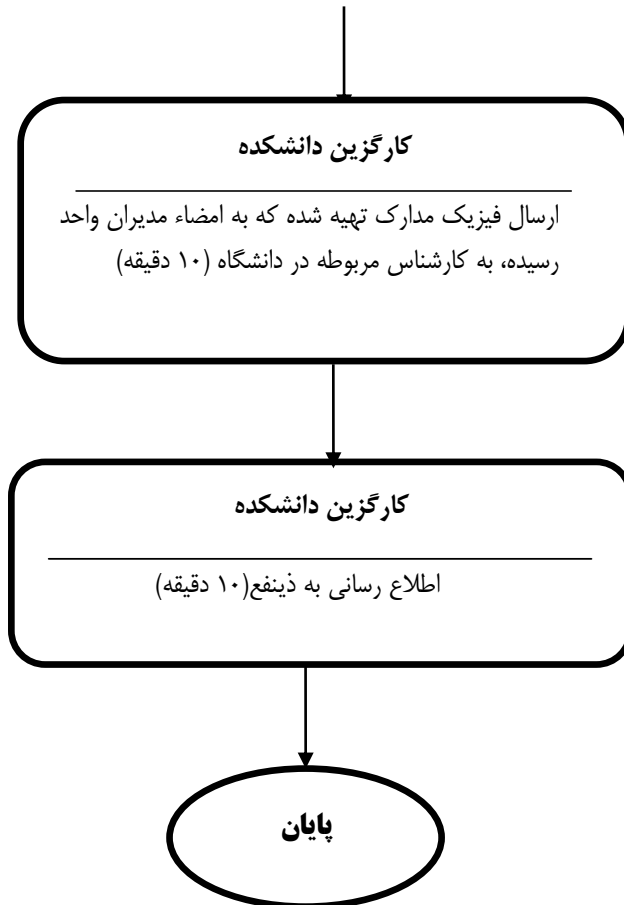 کارگزین دانشکده
ارسال فیزیک مدارک تهیه شده که به امضاء مدیران واحد
رسیده، به کارشناس مربوطه در دانشگاه (۱۰ دقیقه)
کارگزین دانشکده
اطلاع رسانی به ذینفع(۱۰ دقیقه)
پایان